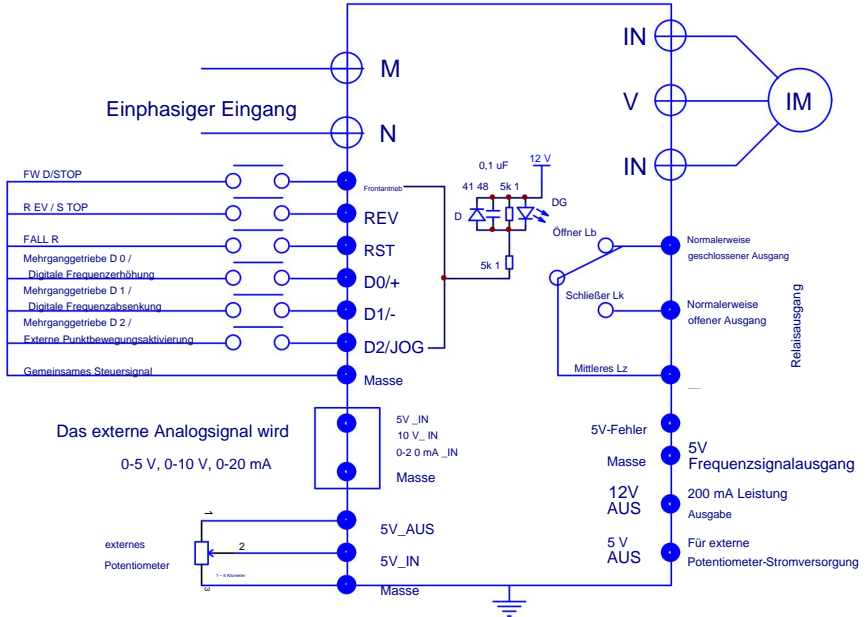 M
Einphasiger Eingang
N
FW D/STOP
Frontantrieb
R EV / S TOP
REV
FALL R
RST
Mehrganggetriebe D 0 /
Digitale Frequenzerhöhung
D0/+
Mehrganggetriebe D 1 /
Digitale Frequenzabsenkung
D1/-
Mehrganggetriebe D 2 /
Externe Punktbewegungsaktivierung
D2/JOG
Gemeinsames Steuersignal
Masse
Das externe Analogsignal wird
0-5 V, 0-10 V, 0-20 mA
5V _IN
10 V_ IN
0-2 0 mA _IN
Masse
externes
Potentiometer
1
2
3
1 – 5 Kilometer
5V_AUS
5V_IN
Masse
0,1 uF
12 V
41 48
5k 1
D
DG
5k 1
IN
V
IN
IM
Öffner Lb
Normalerweise
geschlossener Ausgang
Schließer Lk
Normalerweise
offener Ausgang
Mittleres Lz
Relaisausgang
5V-Fehler
Masse
5V
Frequenzsignalausgang
12V
AUS
200 mA Leistung
Ausgabe
5 V
AUS
Für externe
Potentiometer-Stromversorgung